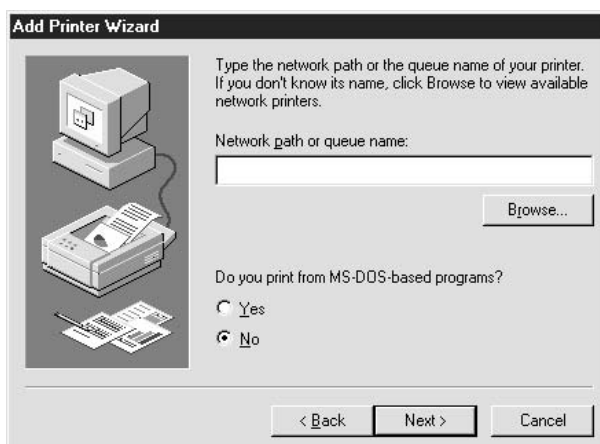 Add Printer Wizard
Type the network path or the queue name of your printer.
If you don't know its name, click Browse to view available
network printers.
Network path or queue name:
Browse...
Do you print from MS-DOS-based programs?
Yes
No
< Back
Next >
Cancel